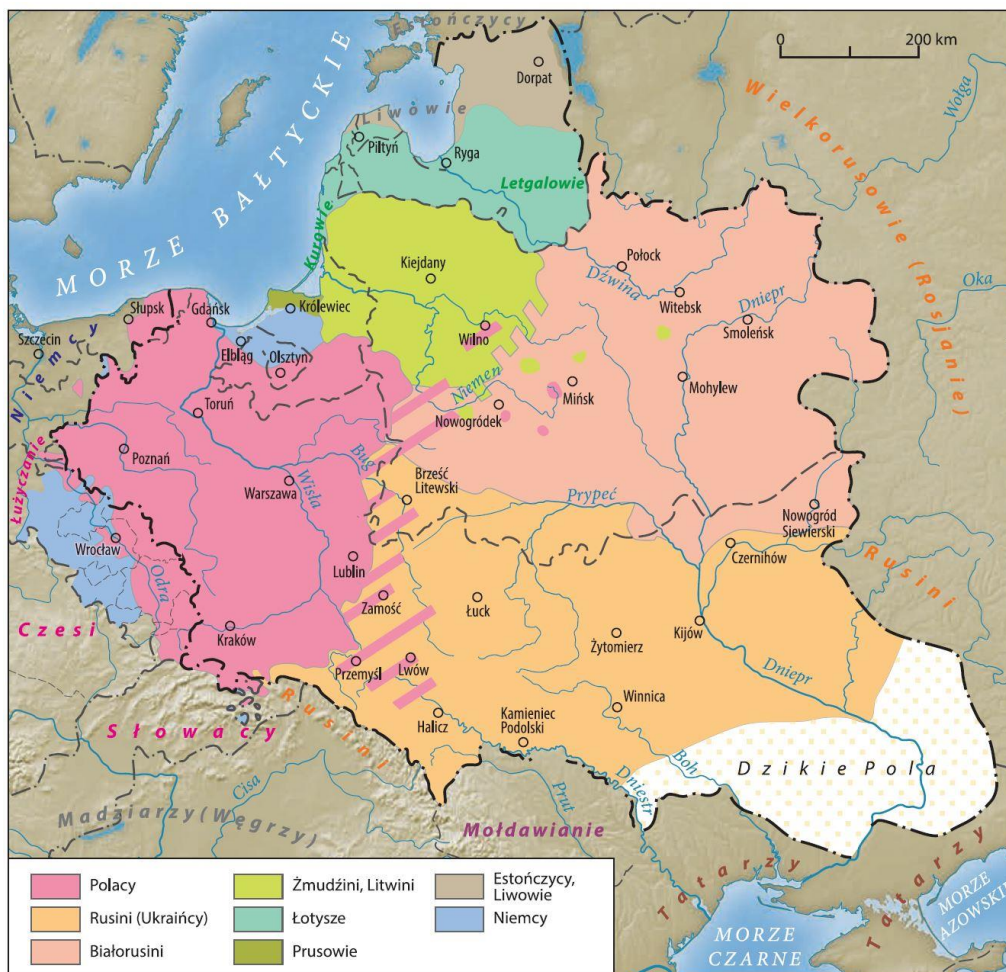 Estończycy
0 200 km
Dorpat
Wołga
Wielkorusowie (Rosjanie)
MORZE BAŁTYCKIE
Liwowie
Piltyń
Ryga
Letgalowie
Kurowie
Kiejdany
Połock
Dźwina
Witebsk
Dniepr
Oka
Smoleńsk
Królewiec
Słupsk
Gdańsk
Szczecin
Niemcy
Elbląg
Olsztyn
Wilno
Niemen
Mińsk
Mohylew
Nowogródek
Toruń
Poznań
Bug
Łużyczanie
Warszawa
Wisła
Brześć
Litewski
Prypeć
Nowogród
Siewierski
Wrocław
Odra
Lublin
Czernihów
Rusini
Zamość
Łuck
Kijów
Czesi
Kraków
Żytomierz
Przemyśl
Lwów
Dniepr
Winnica
Słowacy
Rusini
Halicz
Kamieniec
Podolski
Boh
Dzikie Pola
Cisa
Prut
Dniestr
Madziarzy (Węgrzy)
Mołdawianie
Tatarzy
Tatarzy
MORZE
AZOWSKIE
MORZE
CZARNE
Polacy
Rusini (Ukraińcy)
Białorusini
Żmudźini, Litwini
Łotysze
Prusowie
Estończycy,
Liwowie
Niemcy